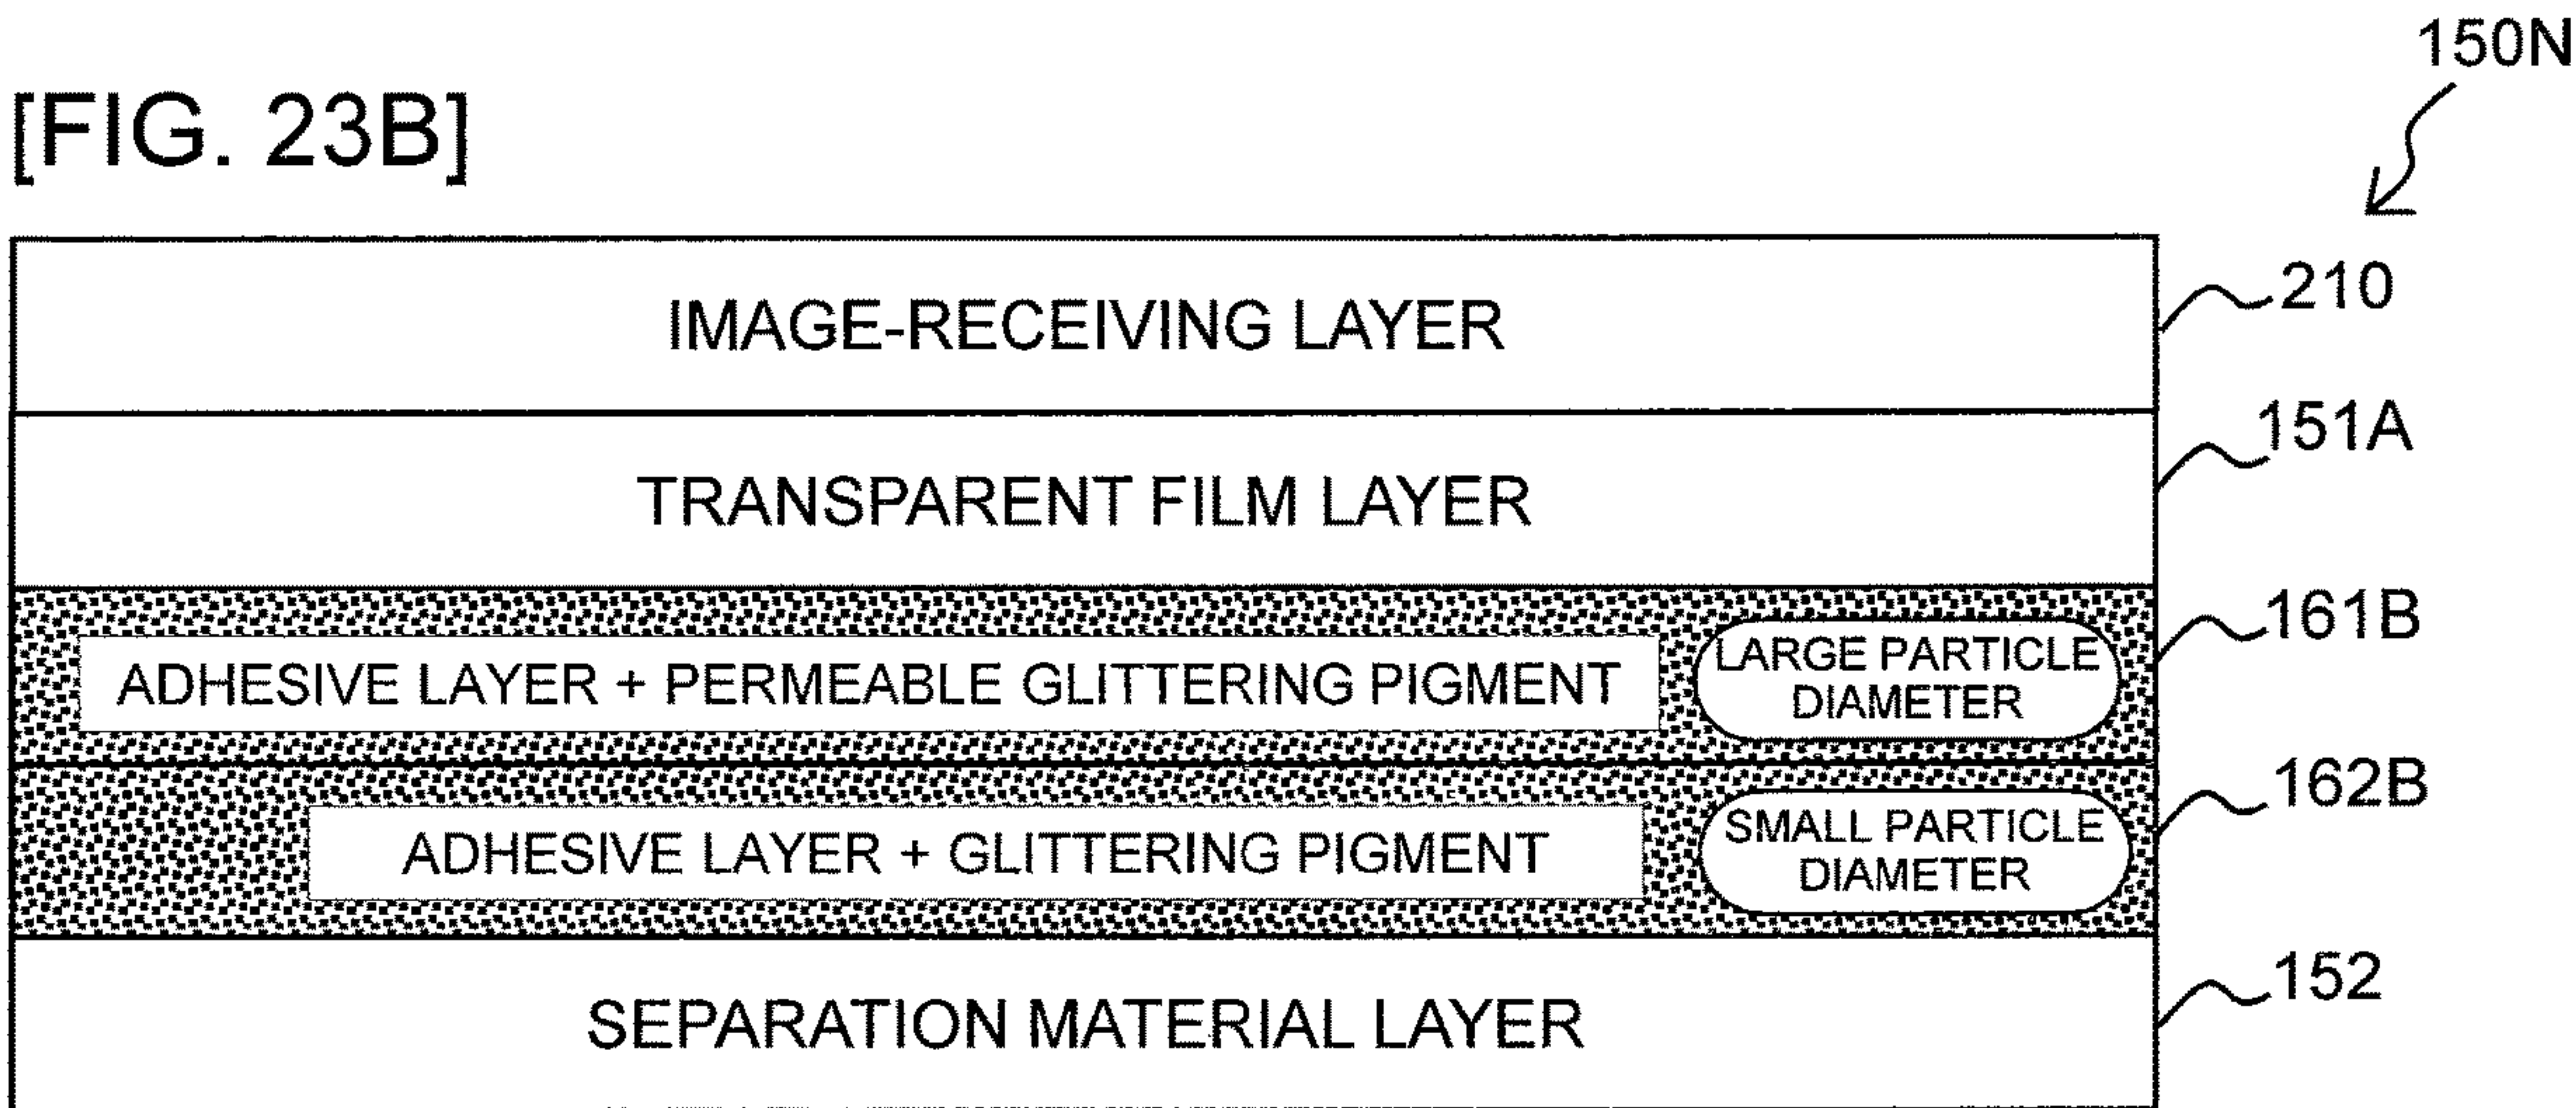 150N
[FIG. 23B]
IMAGE-RECEIVING LAYER
210
TRANSPARENT FILM LAYER
151A
ADHESIVE LAYER + PERMEABLE GLITTERING PIGMENT
LARGE PARTICLE
DIAMETER
161B
ADHESIVE LAYER + GLITTERING PIGMENT
SMALL PARTICLE
DIAMETER
162B
SEPARATION MATERIAL LAYER
152